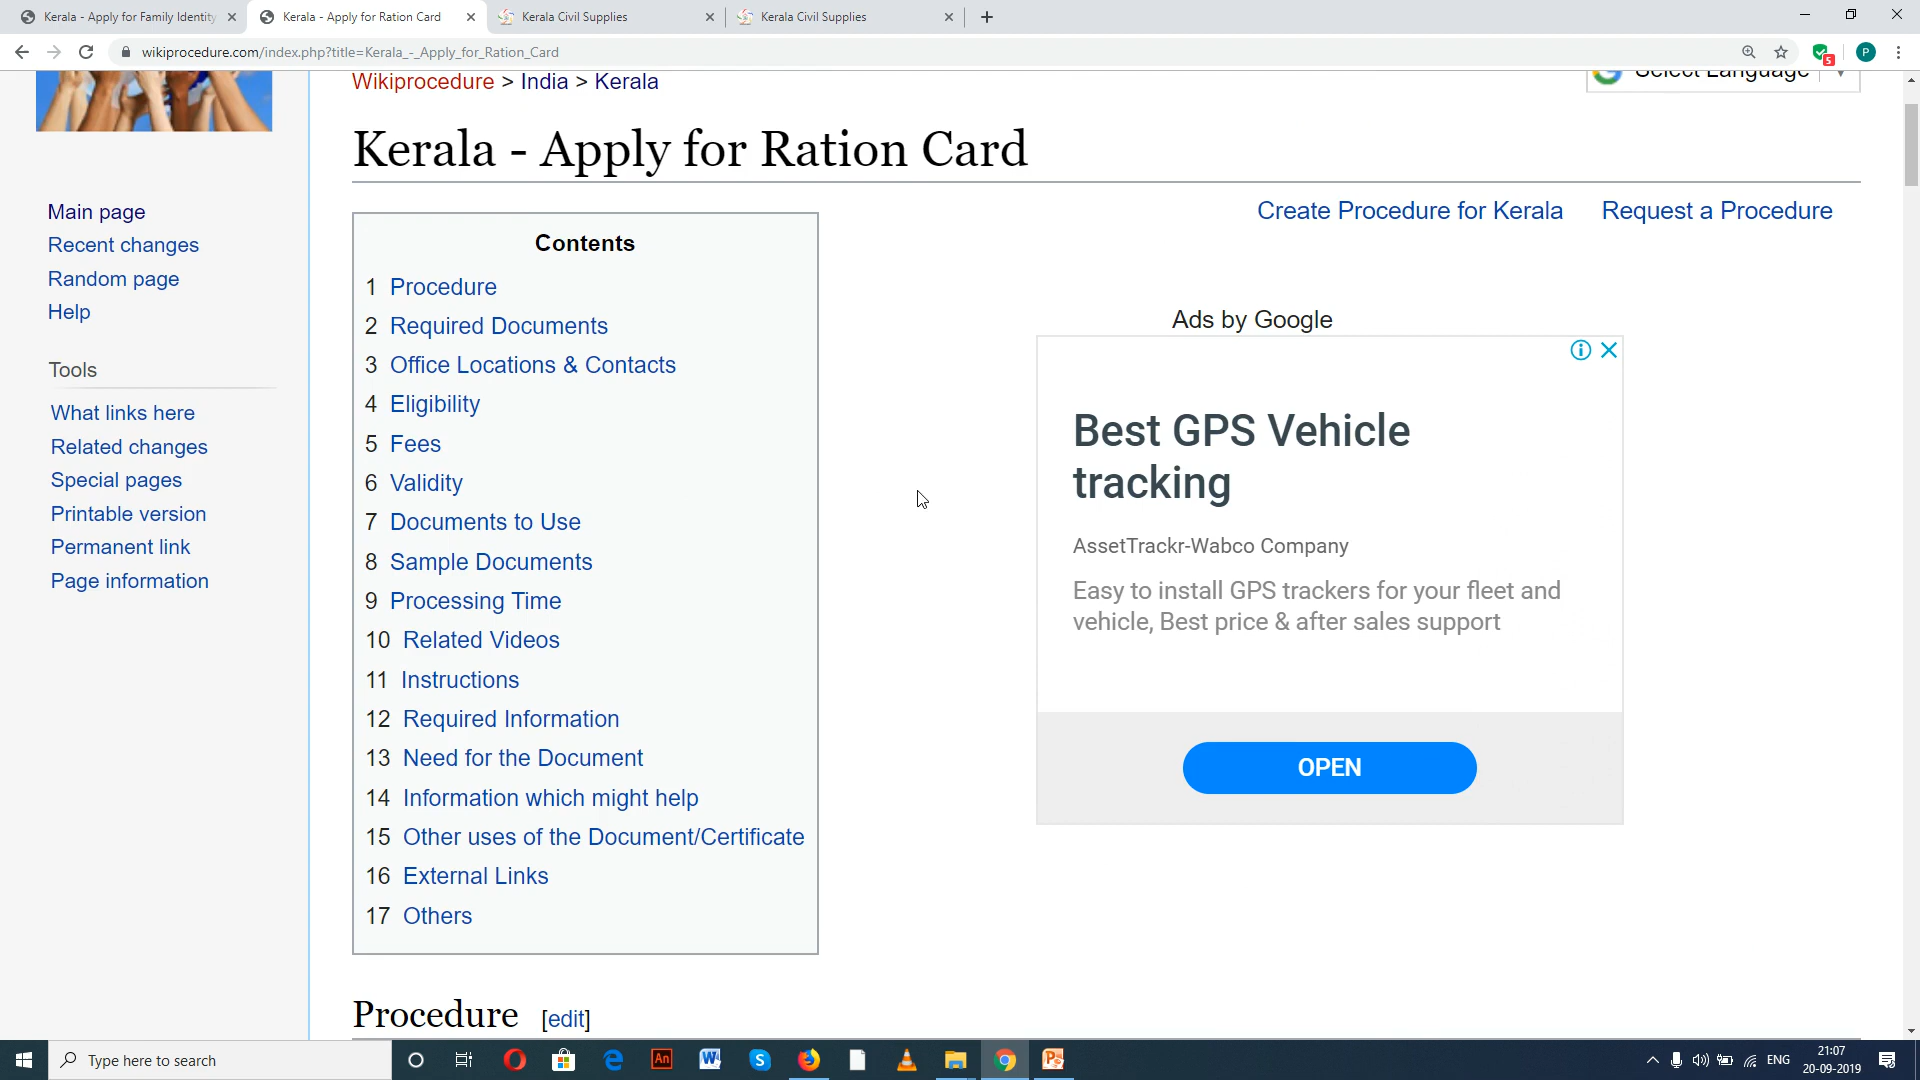 Kerala - Apply for Family Identity
Kerala - Apply for Ration Card
Kerala Civil Supplies
Kerala Civil Supplies
wikiprocedure.com/index.php?title=Kerala_-_Apply_for_Ration_Card
5
P
Wikiprocedure > India > Kerala
Select Language
Kerala - Apply for Ration Card
Create Procedure for Kerala
Request a Procedure
Main page
Recent changes
Random page
Help
Tools
What links here
Related changes
Special pages
Printable version
Permanent link
Page information
Contents
1 Procedure
2 Required Documents
3 Office Locations & Contacts
4 Eligibility
5 Fees
6 Validity
7 Documents to Use
8 Sample Documents
9 Processing Time
10 Related Videos
11 Instructions
12 Required Information
13 Need for the Document
14 Information which might help
15 Other uses of the Document/Certificate
16 External Links
17 Others
Ads by Google
Best GPS Vehicle
tracking
AssetTrackr-Wabco Company
Easy to install GPS trackers for your fleet and
vehicle, Best price & after sales support
OPEN
Procedure [edit]
Type here to search
An
W
S
P
ENG
21:07
20-09-2019